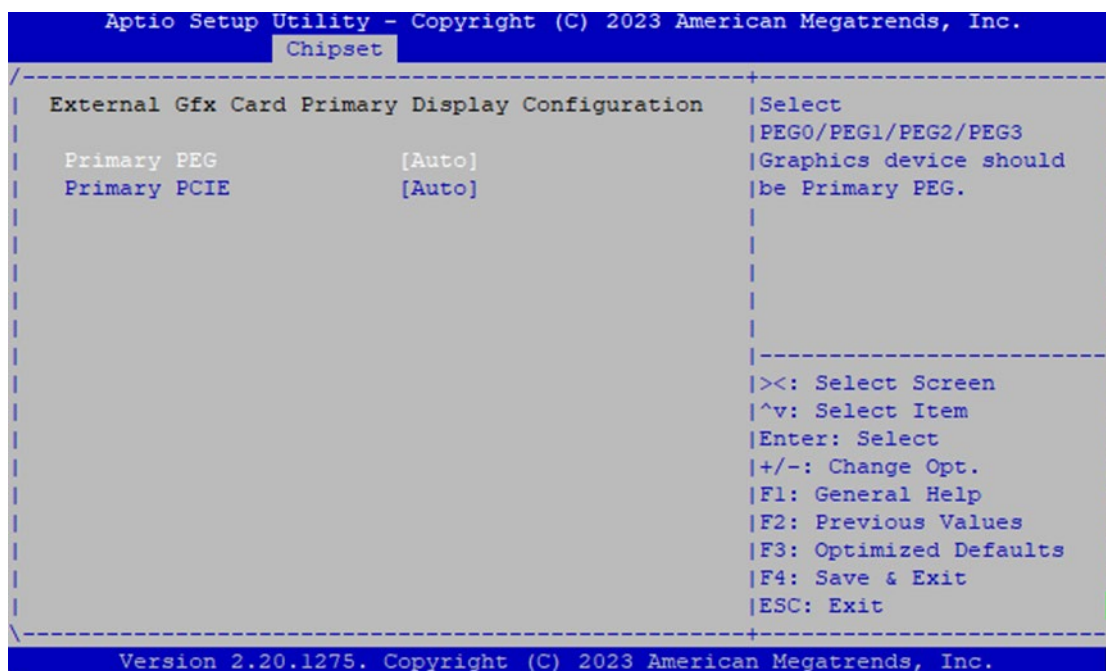 Aptio Setup Utility - Copyright (C) 2023 American Megatrends, Inc.
Chipset
/----------------------------------------------------+-------------------------
| External Gfx Card Primary Display Configuration |Select
| |PEG0/PEG1/PEG2/PEG3
| Primary PEG [Auto] |Graphics device should
| Primary PCIE [Auto] |be Primary PEG.
| |
| |
| |
| |
| |
| |-------------------------
| |><: Select Screen
| |^v: Select Item
| |Enter: Select
| |+/-: Change Opt.
| |F1: General Help
| |F2: Previous Values
| |F3: Optimized Defaults
| |F4: Save & Exit
| |ESC: Exit
\----------------------------------------------------+-------------------------
Version 2.20.1275. Copyright (C) 2023 American Megatrends, Inc.